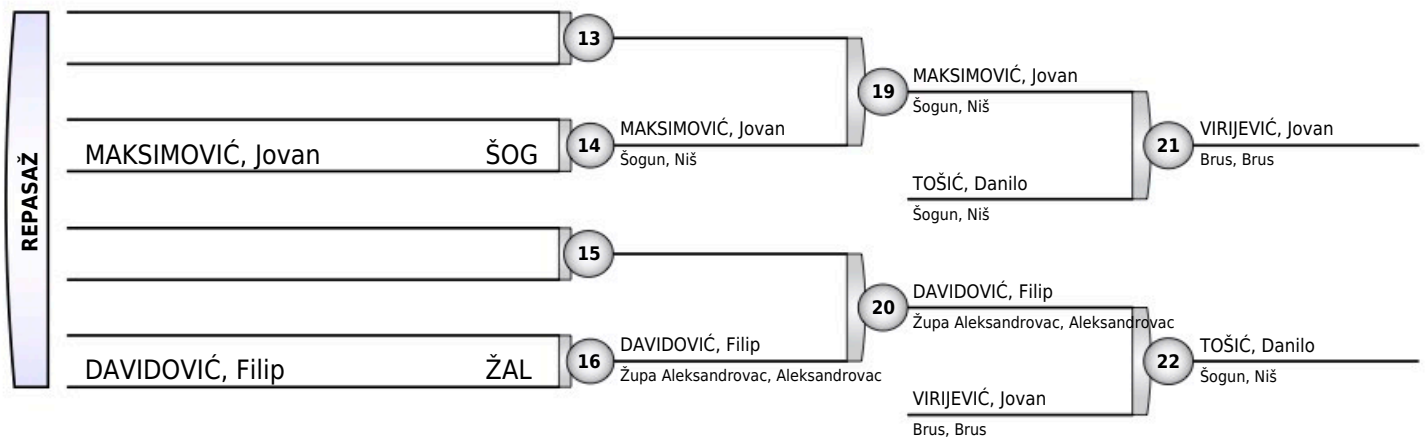 REPASAŽ
13
MAKSIMOVIĆ, Jovan ŠOG
14
MAKSIMOVIĆ, Jovan
Šogun, Niš
19
MAKSIMOVIĆ, Jovan
Šogun, Niš
TOŠIĆ, Danilo
Šogun, Niš
21
VIRIJEVIĆ, Jovan
Brus, Brus
15
DAVIDOVIĆ, Filip ŽAL
16
DAVIDOVIĆ, Filip
Župa Aleksandrovac, Aleksandrovac
20
DAVIDOVIĆ, Filip
Župa Aleksandrovac, Aleksandrovac
VIRIJEVIĆ, Jovan
Brus, Brus
22
TOŠIĆ, Danilo
Šogun, Niš